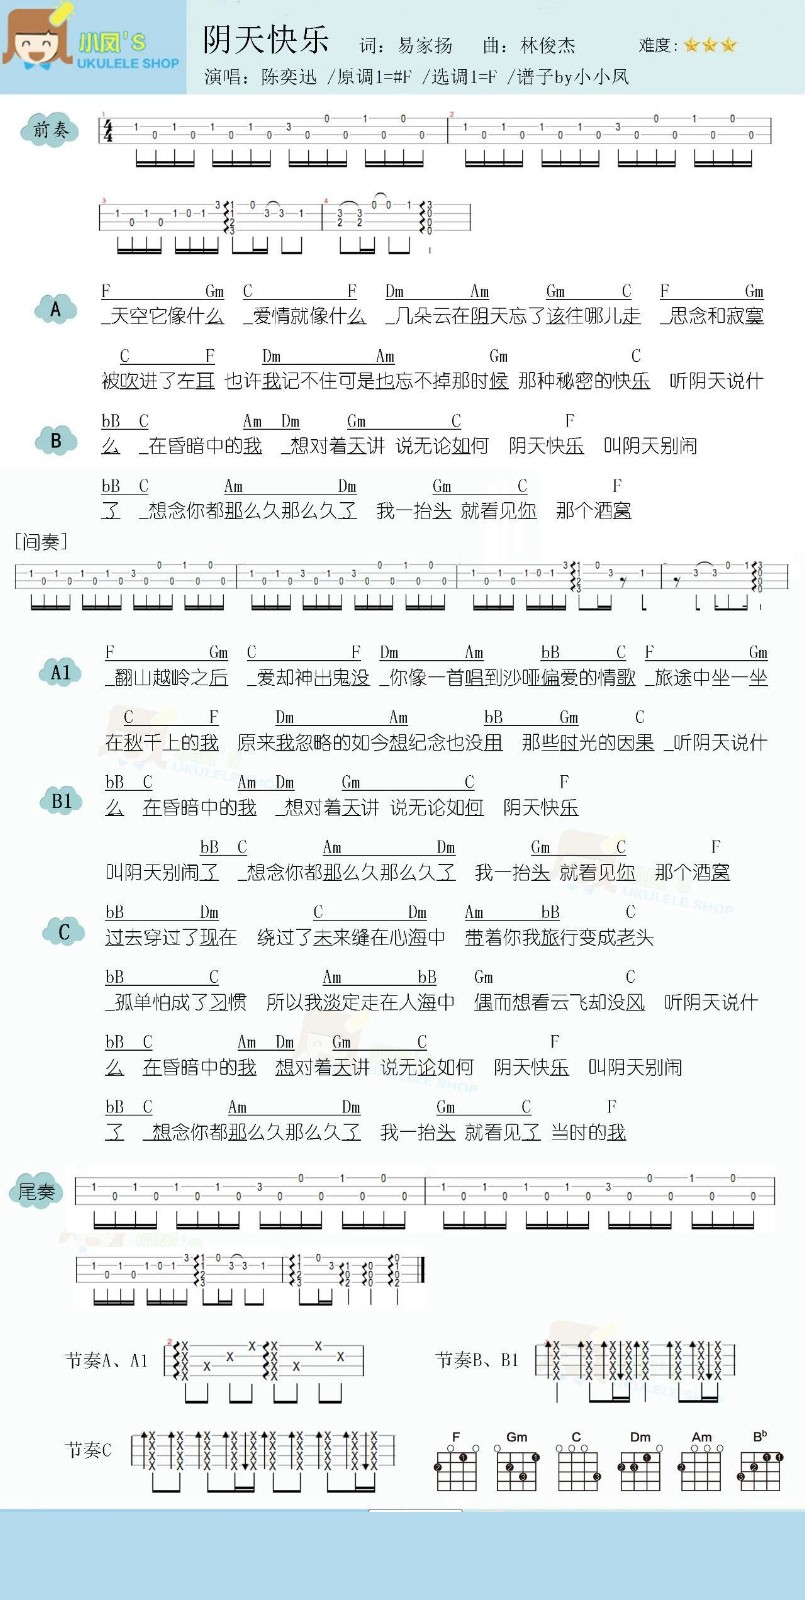 小凤'S
UKULELE SHOP
阴天快乐 词：易家扬 曲：林俊杰 难度：
演唱：陈奕迅 /原调1=#F /选调1=F /谱子by小小凤
前奏
A
F Gm C F Dm Am Gm C F Gm
_天空它像什么 _爱情就像什么 _几朵云在阴天忘了该往哪儿走 _思念和寂寞
C F Dm Am Gm C
被吹进了左耳 也许我记不住可是也忘不掉那时候 那种秘密的快乐 听阴天说什
B
bB C Am Dm Gm C F
么 _在昏暗中的我 _想对着天讲 说无论如何 阴天快乐 叫阴天别闹
bB C Am Dm Gm C F
了 _想念你都那么久那么久了 我一抬头 就看见你 那个酒窝
[间奏]
A1
F Gm C F Dm Am bB C F Gm
_翻山越岭之后 _爱却神出鬼没 _你像一首唱到沙哑偏爱的情歌 _旅途中坐一坐
C F Dm Am bB Gm C
在秋千上的我 原来我忽略的如今想纪念也没用 那些时光的因果 _听阴天说什
B1
bB C Am Dm Gm C F
么 在昏暗中的我 _想对着天讲 说无论如何 阴天快乐
bB C Am Dm Gm C F
叫阴天别闹了 _想念你都那么久那么久了 我一抬头 就看见你 那个酒窝
C
bB Dm C Dm Am bB C
过去穿过了现在 绕过了未来缝在心海中 带着你我旅行变成老头
bB C Am bB Gm C
_孤单怕成了习惯 所以我淡定走在人海中 偶而想看云飞却没风 听阴天说什
bB C Am Dm Gm C F
么 在昏暗中的我 想对着天讲 说无论如何 阴天快乐 叫阴天别闹
bB C Am Dm Gm C F
了 _想念你都那么久那么久了 我一抬头 就看见了 当时的我
尾奏
节奏A、A1
节奏B、B1
节奏C
F Gm C Dm Am Bb